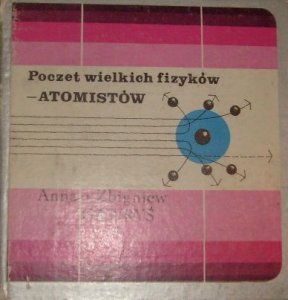 Poczet wielkich fizyków
–ATOMISTÓW
Anna i Zbigniew